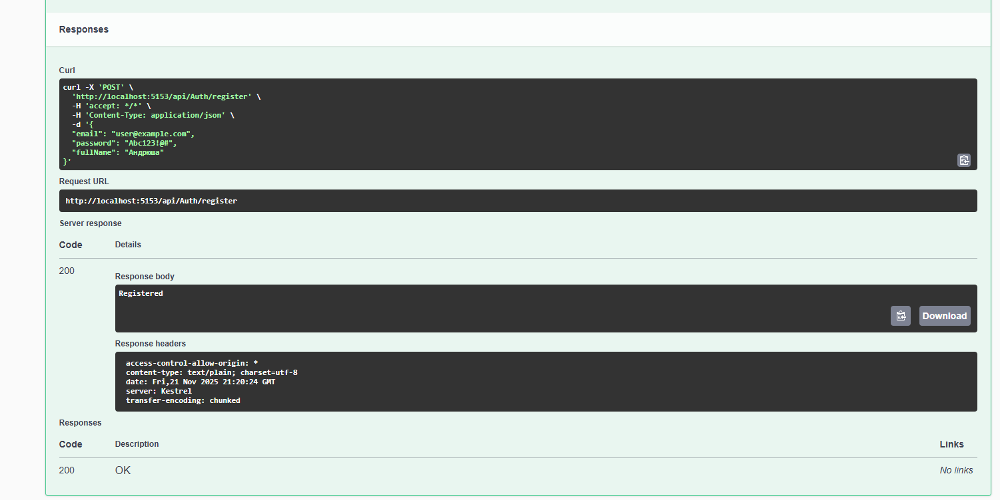 Responses
Curl
curl -X 'POST' \
'http://localhost:5153/api/Auth/register' \
-H 'accept: */*' \
-H 'Content-Type: application/json' \
-d '{
"email": "user@example.com",
"password": "Abc123!@#",
"fullName": "Андрюша"
}'
Request URL
http://localhost:5153/api/Auth/register
Server response
Code Details
200
Response body
Registered
Download
Response headers
access-control-allow-origin: *
content-type: text/plain; charset=utf-8
date: Fri,21 Nov 2025 21:20:24 GMT
server: Kestrel
transfer-encoding: chunked
Responses
Code Description Links
200 OK No links